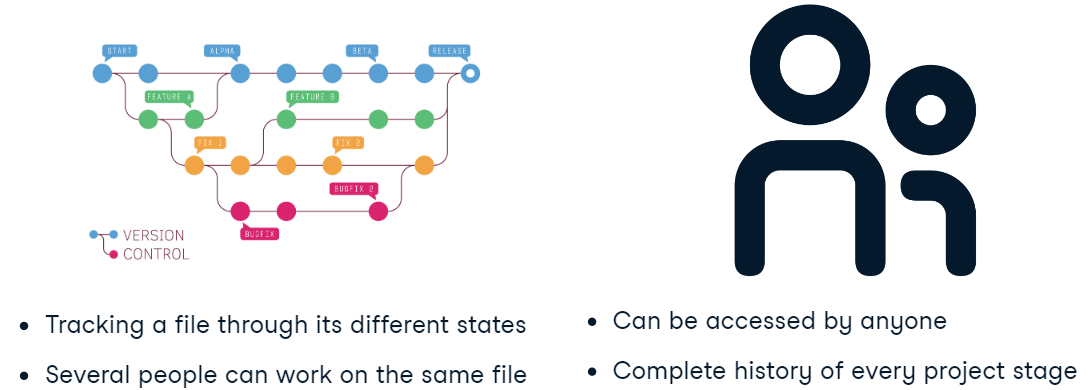 START
ALPHA
BETA
RELEASE
FEATURE A
FEATURE B
FIX 1
FIX 2
BUGFIX 2
BUGFIX
VERSION
CONTROL
• Tracking a file through its different states
• Several people can work on the same file
• Can be accessed by anyone
• Complete history of every project stage